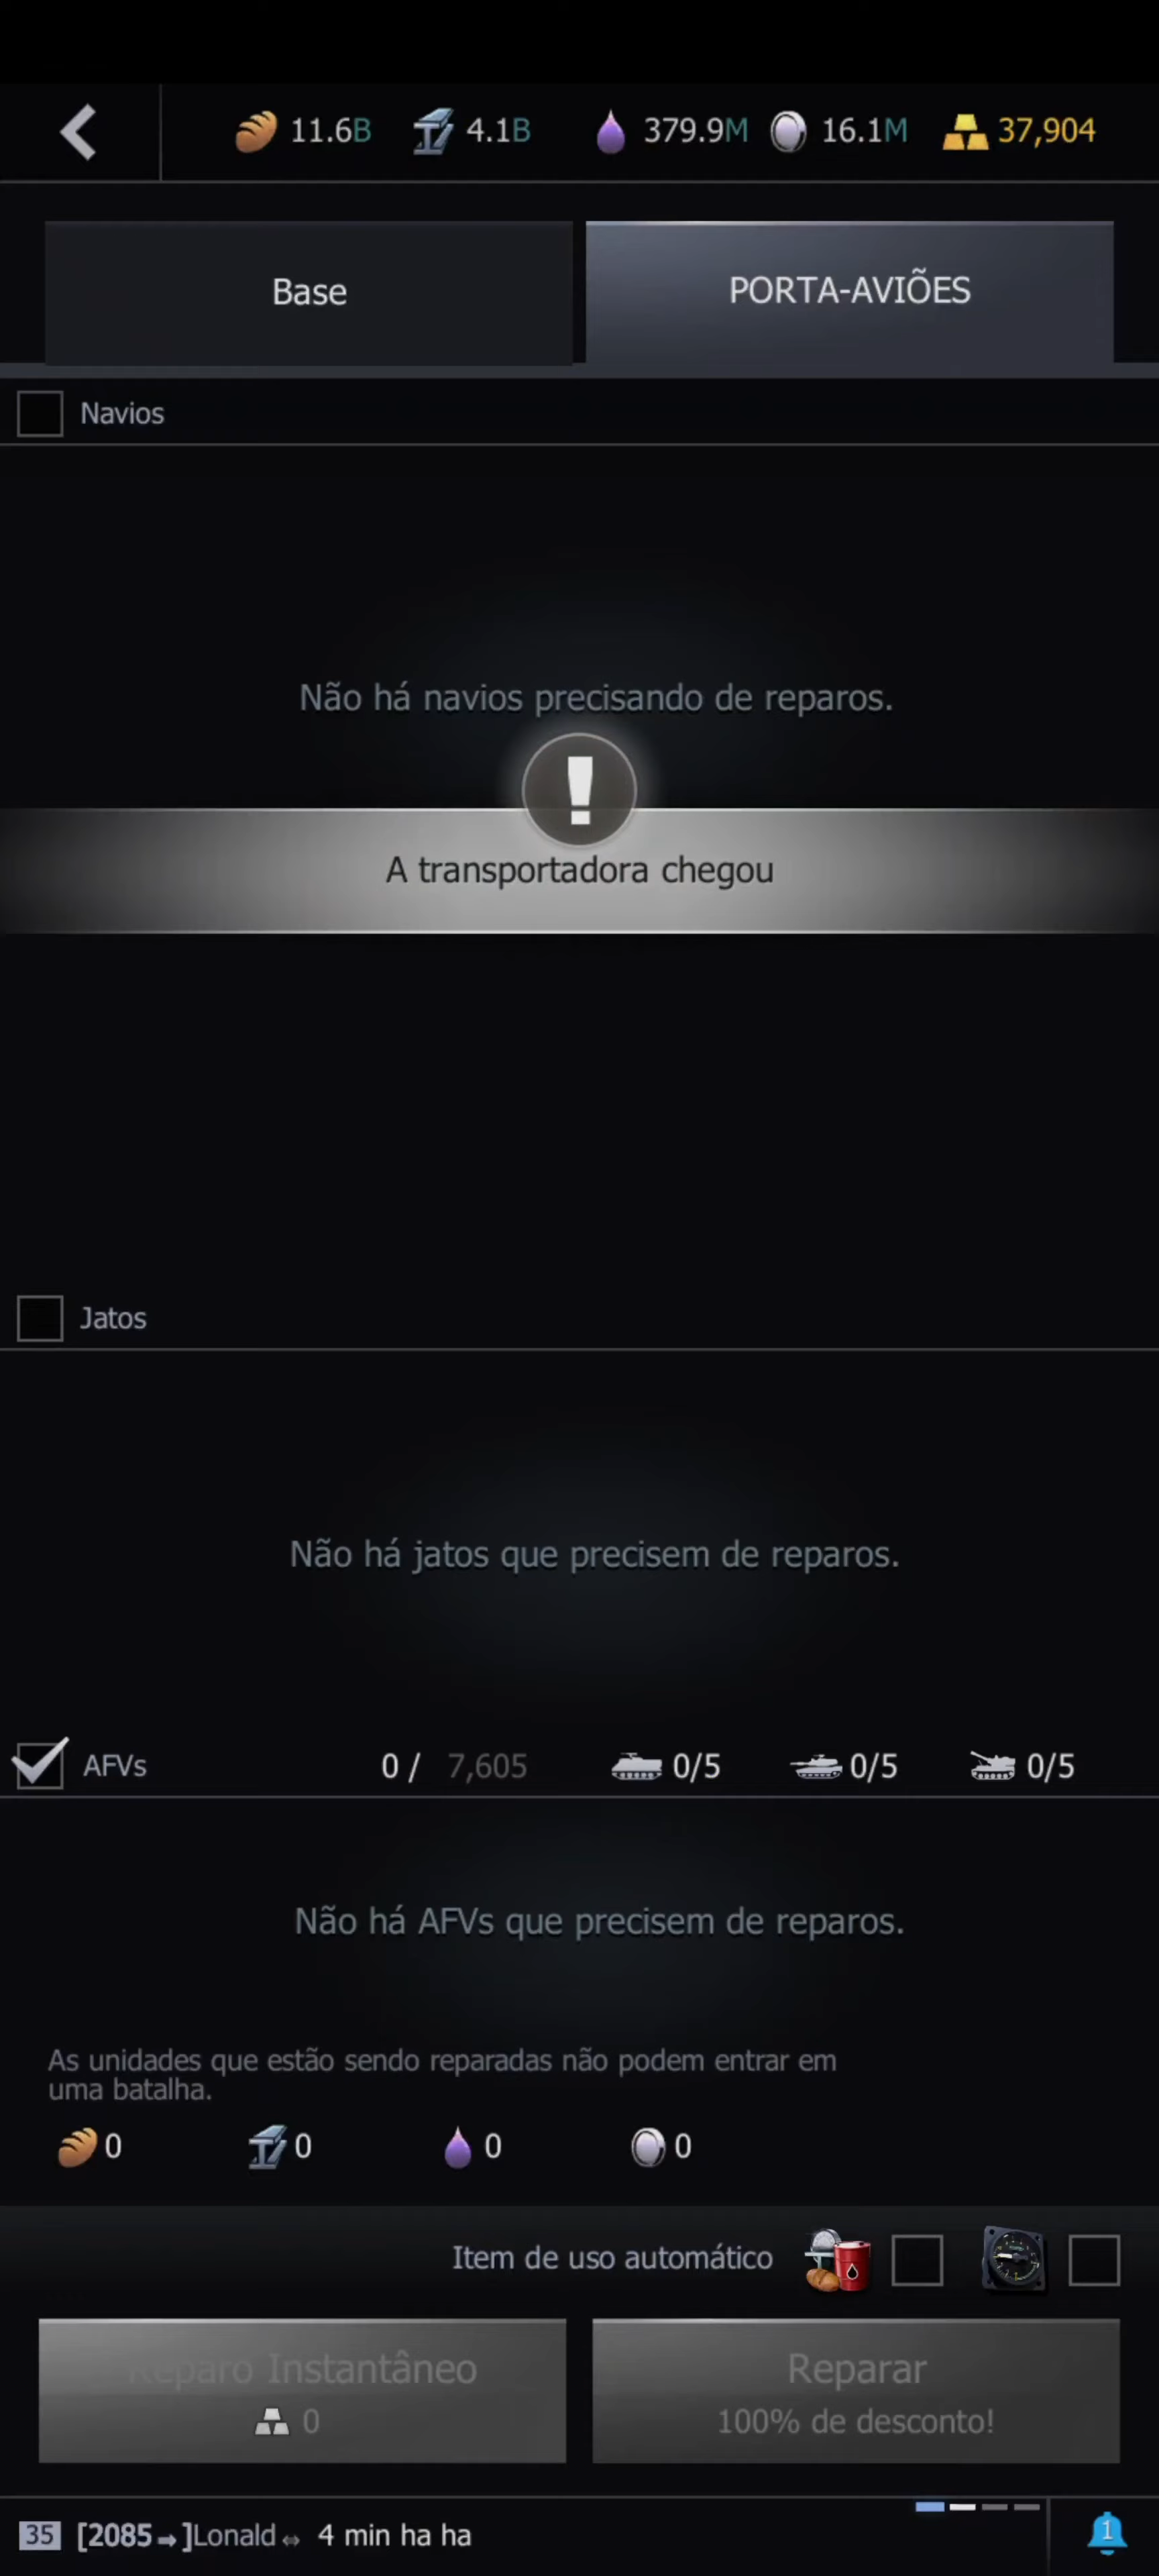 11.6B 4.1B 379.9M 16.1M 37,904
Base PORTA-AVIÕES
Navios
Não há navios precisando de reparos.
A transportadora chegou
Jatos
Não há jatos que precisem de reparos.
AFVs 0 / 7,605 0/5 0/5 0/5
Não há AFVs que precisem de reparos.
As unidades que estão sendo reparadas não podem entrar em
uma batalha.
0 0 0 0
Item de uso automático
Reparo Instantâneo Reparar
0 100% de desconto!
35 [2085➡]Lonald⇔ 4 min ha ha 1